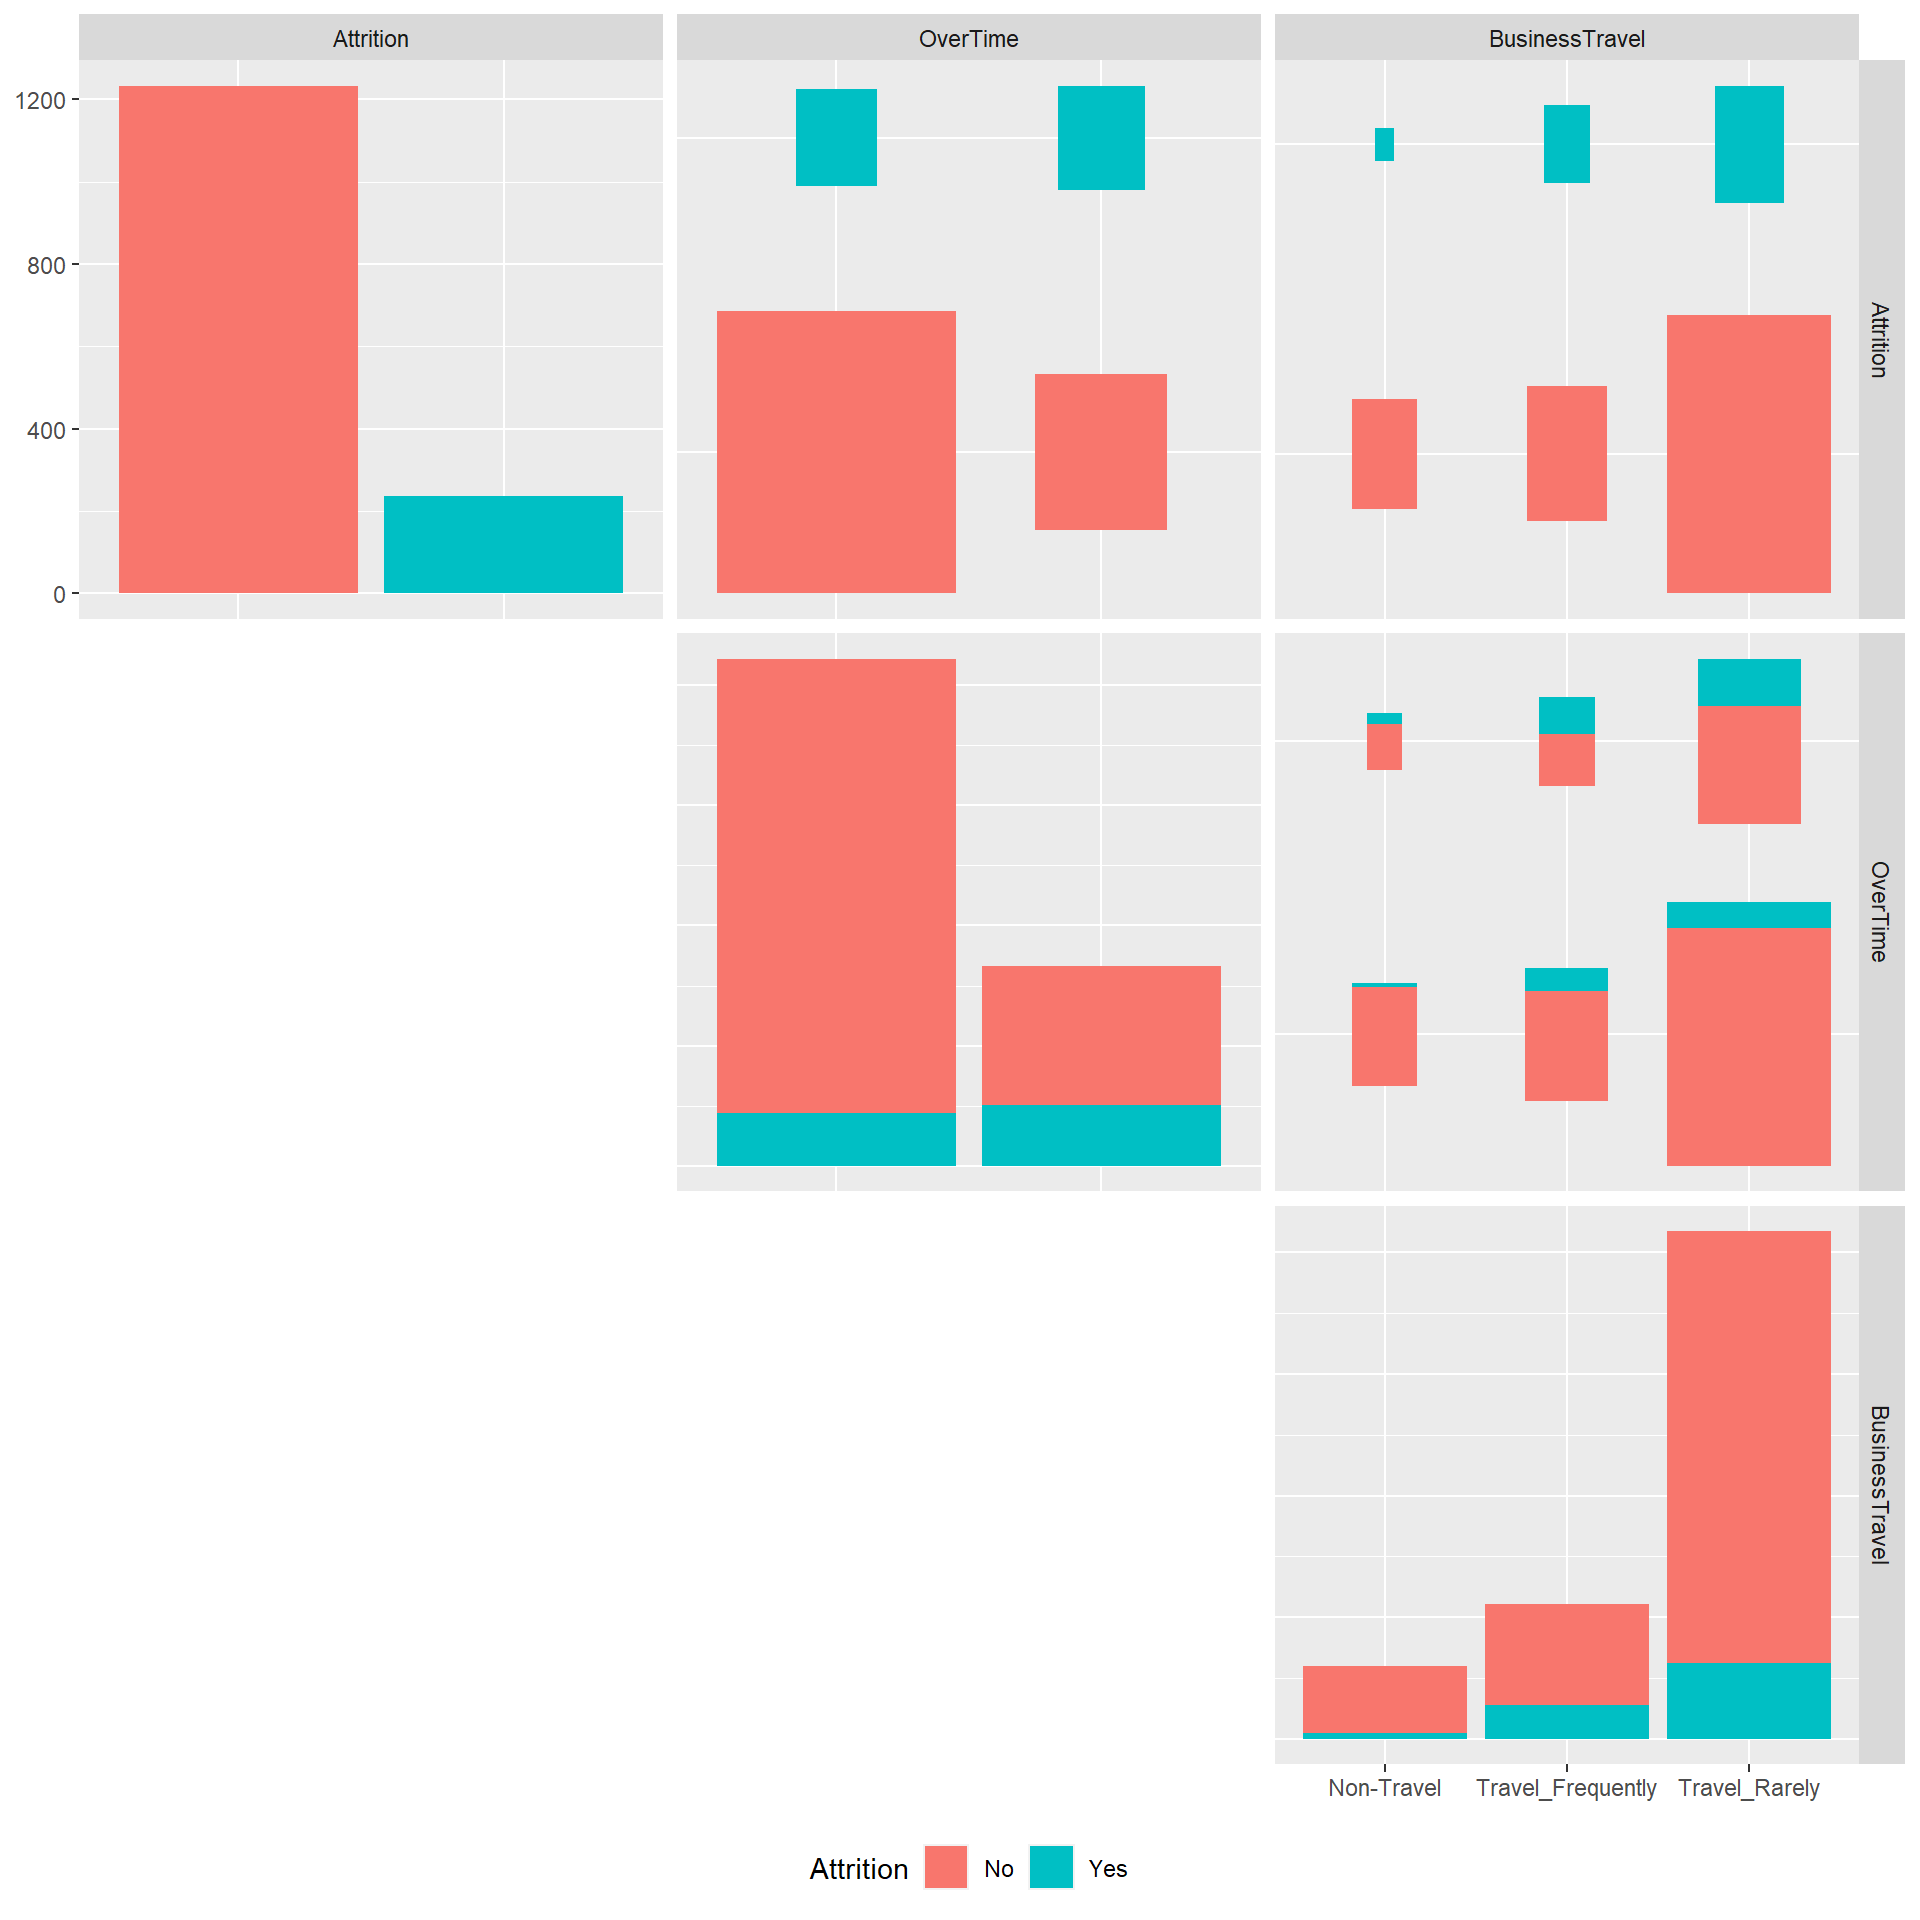 Attrition
OverTime
BusinessTravel
1200
800
400
0
Attrition
OverTime
BusinessTravel
Non-Travel
Travel_Frequently
Travel_Rarely
Attrition No Yes